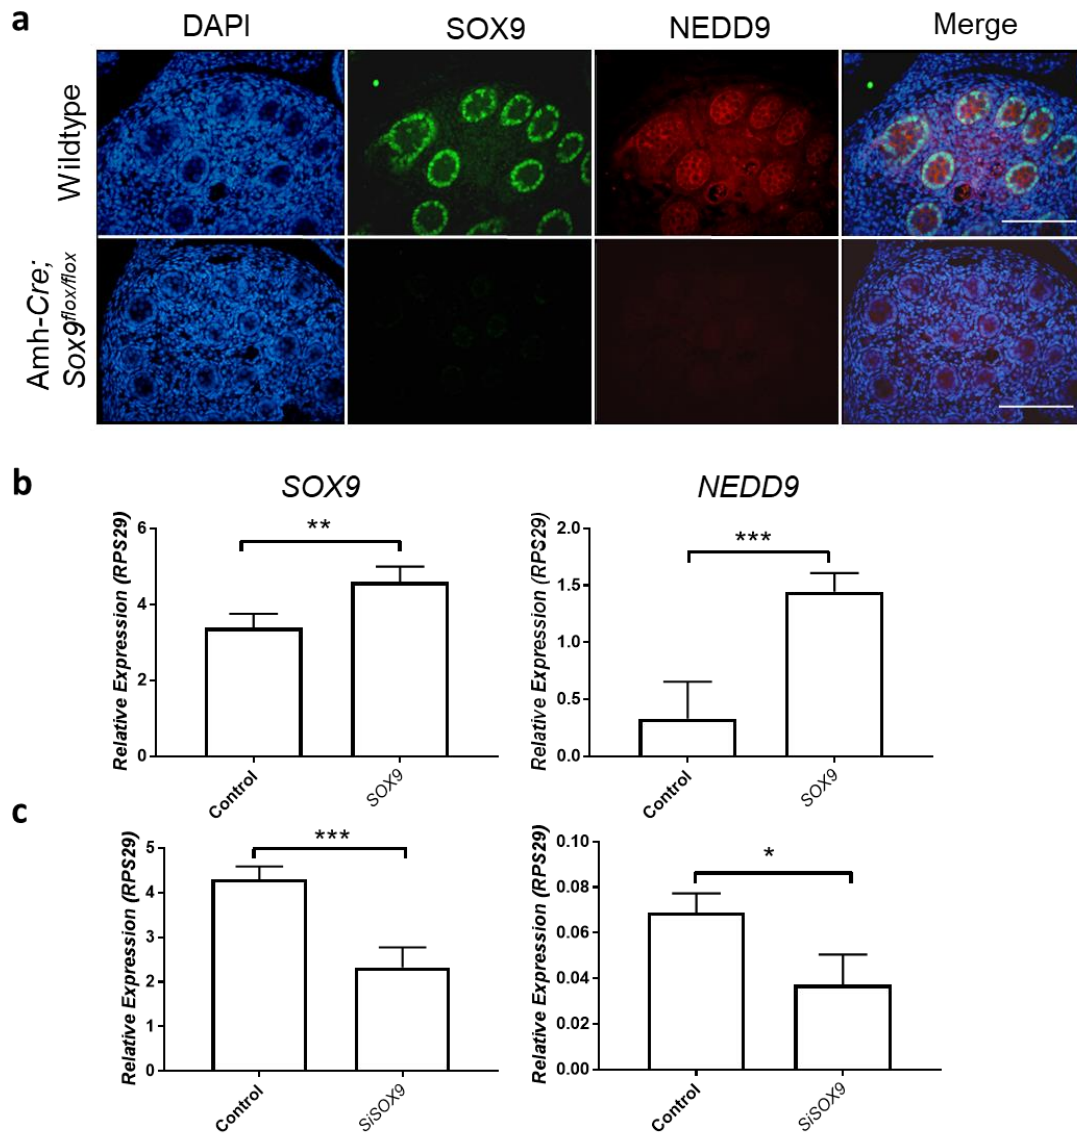 a
DAPI SOX9 NEDD9 Merge
Wildtype
Amh-Cre;
Sox9flox/flox
b
SOX9 NEDD9
Relative Expression (RPS29)
6
4
2
0
**
Control
SOX9
Relative Expression (RPS29)
2.0
1.5
1.0
0.5
0.0
***
Control
SOX9
c
Relative Expression (RPS29)
5
4
3
2
1
0
***
Control
SiSOX9
Relative Expression (RPS29)
0.10
0.08
0.06
0.04
0.02
0.00
*
Control
SiSOX9